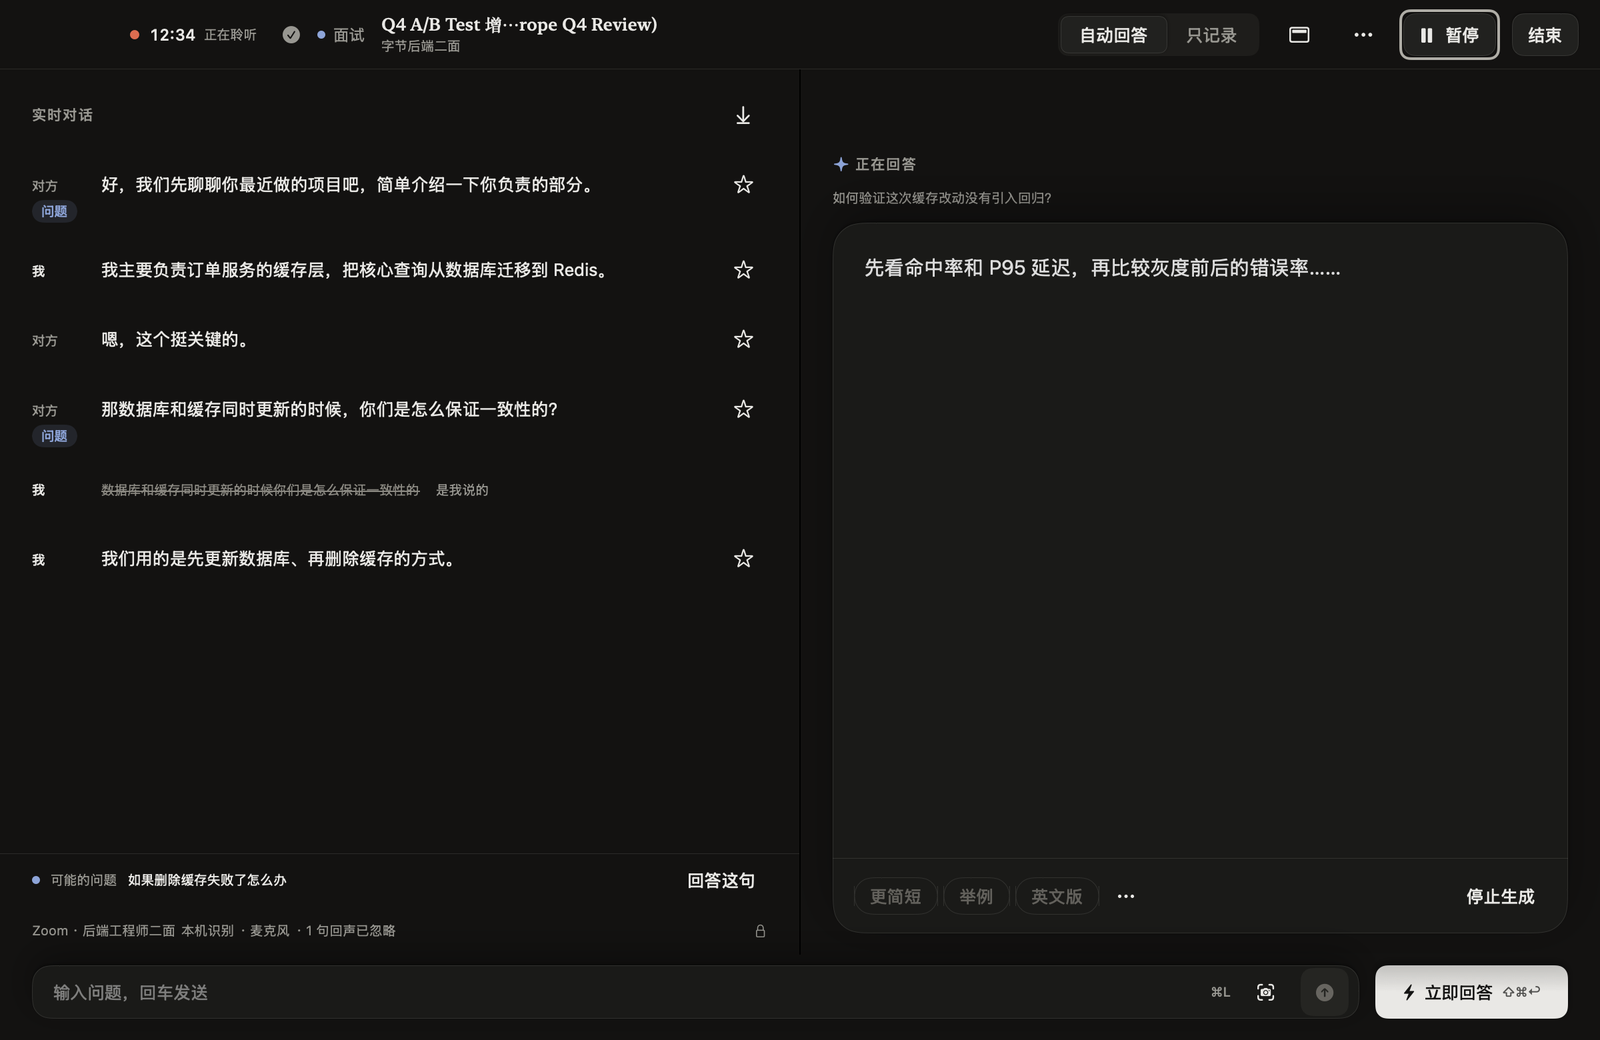 12:34 正在聆听
面试
Q4 A/B Test 增…rope Q4 Review)
字节后端二面
自动回答
只记录
暂停
结束
实时对话
对方
问题
好，我们先聊聊你最近做的项目吧，简单介绍一下你负责的部分。
我
我主要负责订单服务的缓存层，把核心查询从数据库迁移到 Redis。
对方
嗯，这个挺关键的。
对方
问题
那数据库和缓存同时更新的时候，你们是怎么保证一致性的？
我
数据库和缓存同时更新的时候你们是怎么保证一致性的
是我说的
我
我们用的是先更新数据库、再删除缓存的方式。
可能的问题 如果删除缓存失败了怎么办
回答这句
Zoom · 后端工程师二面 本机识别 · 麦克风 · 1 句回声已忽略
正在回答
如何验证这次缓存改动没有引入回归？
先看命中率和 P95 延迟，再比较灰度前后的错误率……
更简短
举例
英文版
停止生成
输入问题，回车发送
⌘L
立即回答 ⇧⌘↩